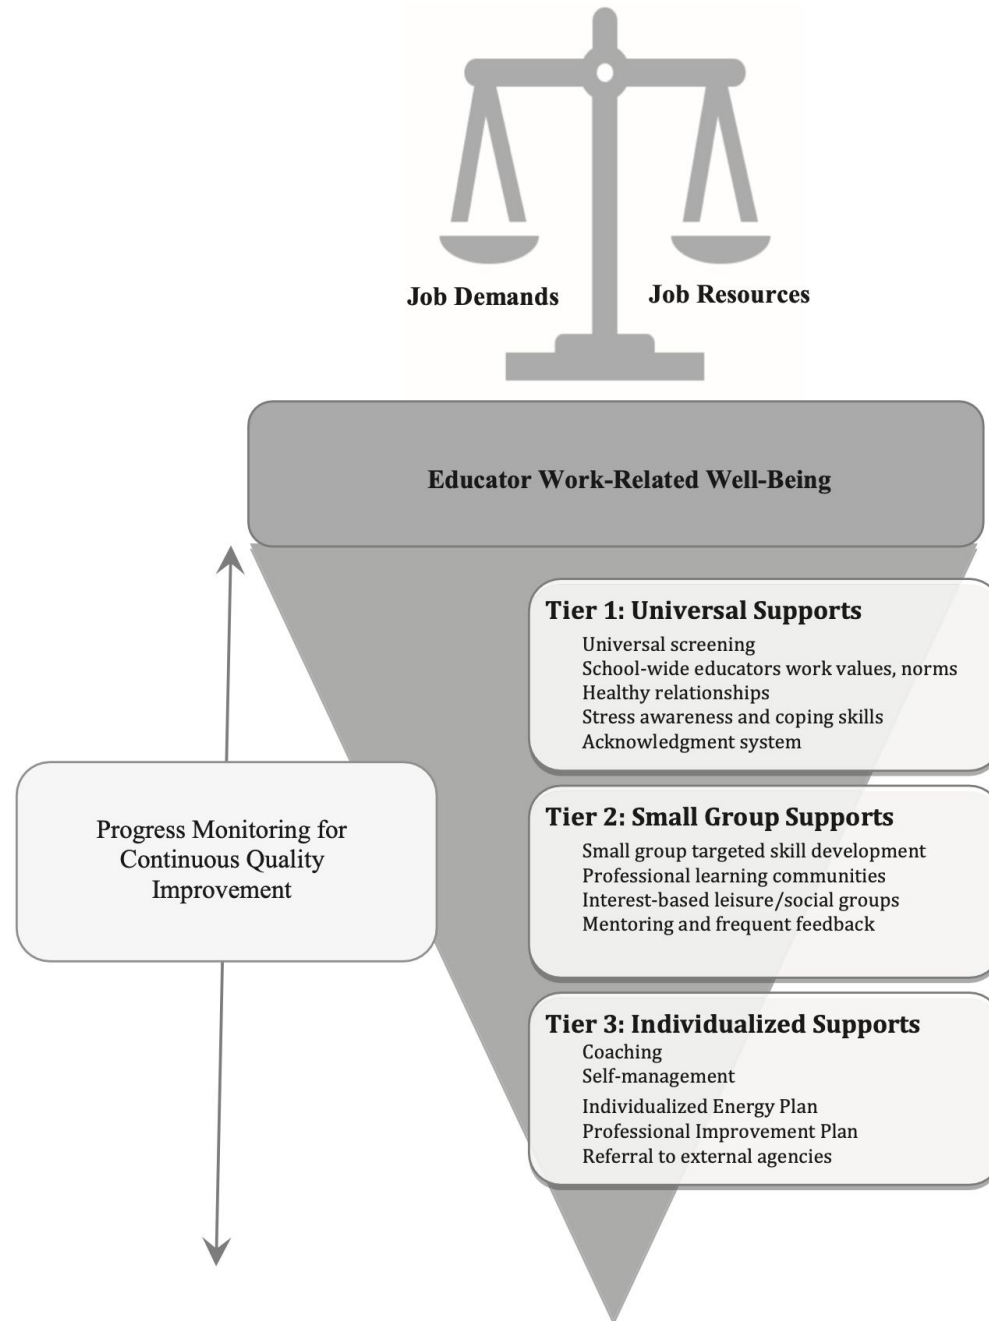 Job Demands
Job Resources
Educator Work-Related Well-Being
Tier 1: Universal Supports
Universal screening
School-wide educators work values, norms
Healthy relationships
Stress awareness and coping skills
Acknowledgment system
Progress Monitoring for
Continuous Quality
Improvement
Tier 2: Small Group Supports
Small group targeted skill development
Professional learning communities
Interest-based leisure/social groups
Mentoring and frequent feedback
Tier 3: Individualized Supports
Coaching
Self-management
Individualized Energy Plan
Professional Improvement Plan
Referral to external agencies